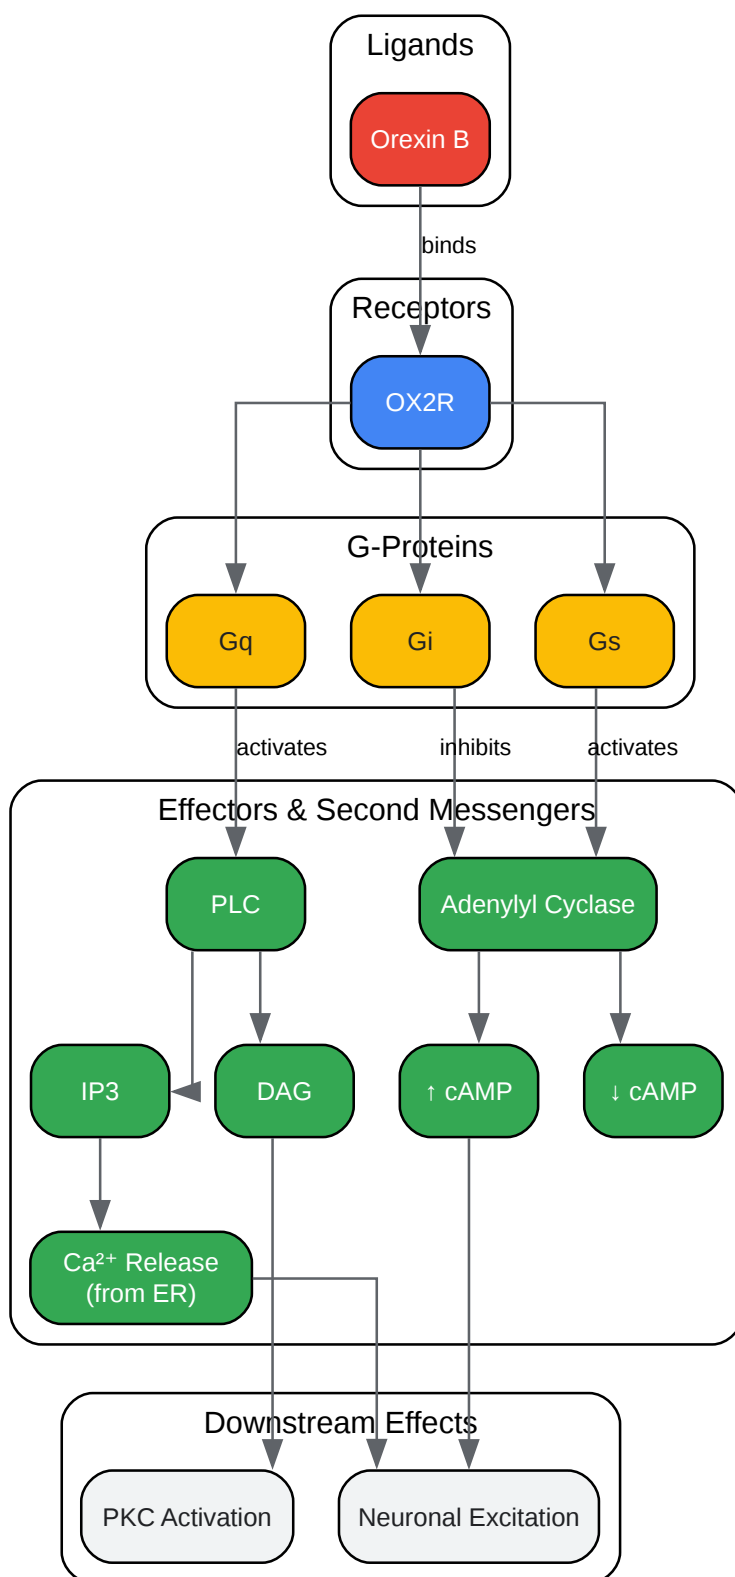 Ligands
Orexin B
binds
Receptors
OX2R
G-Proteins
Gq
Gi
Gs
activates
inhibits
activates
Effectors & Second Messengers
PLC
Adenylyl Cyclase
IP3
DAG
↑ cAMP
↓ cAMP
Ca²⁺ Release
(from ER)
Downstream Effects
PKC Activation
Neuronal Excitation